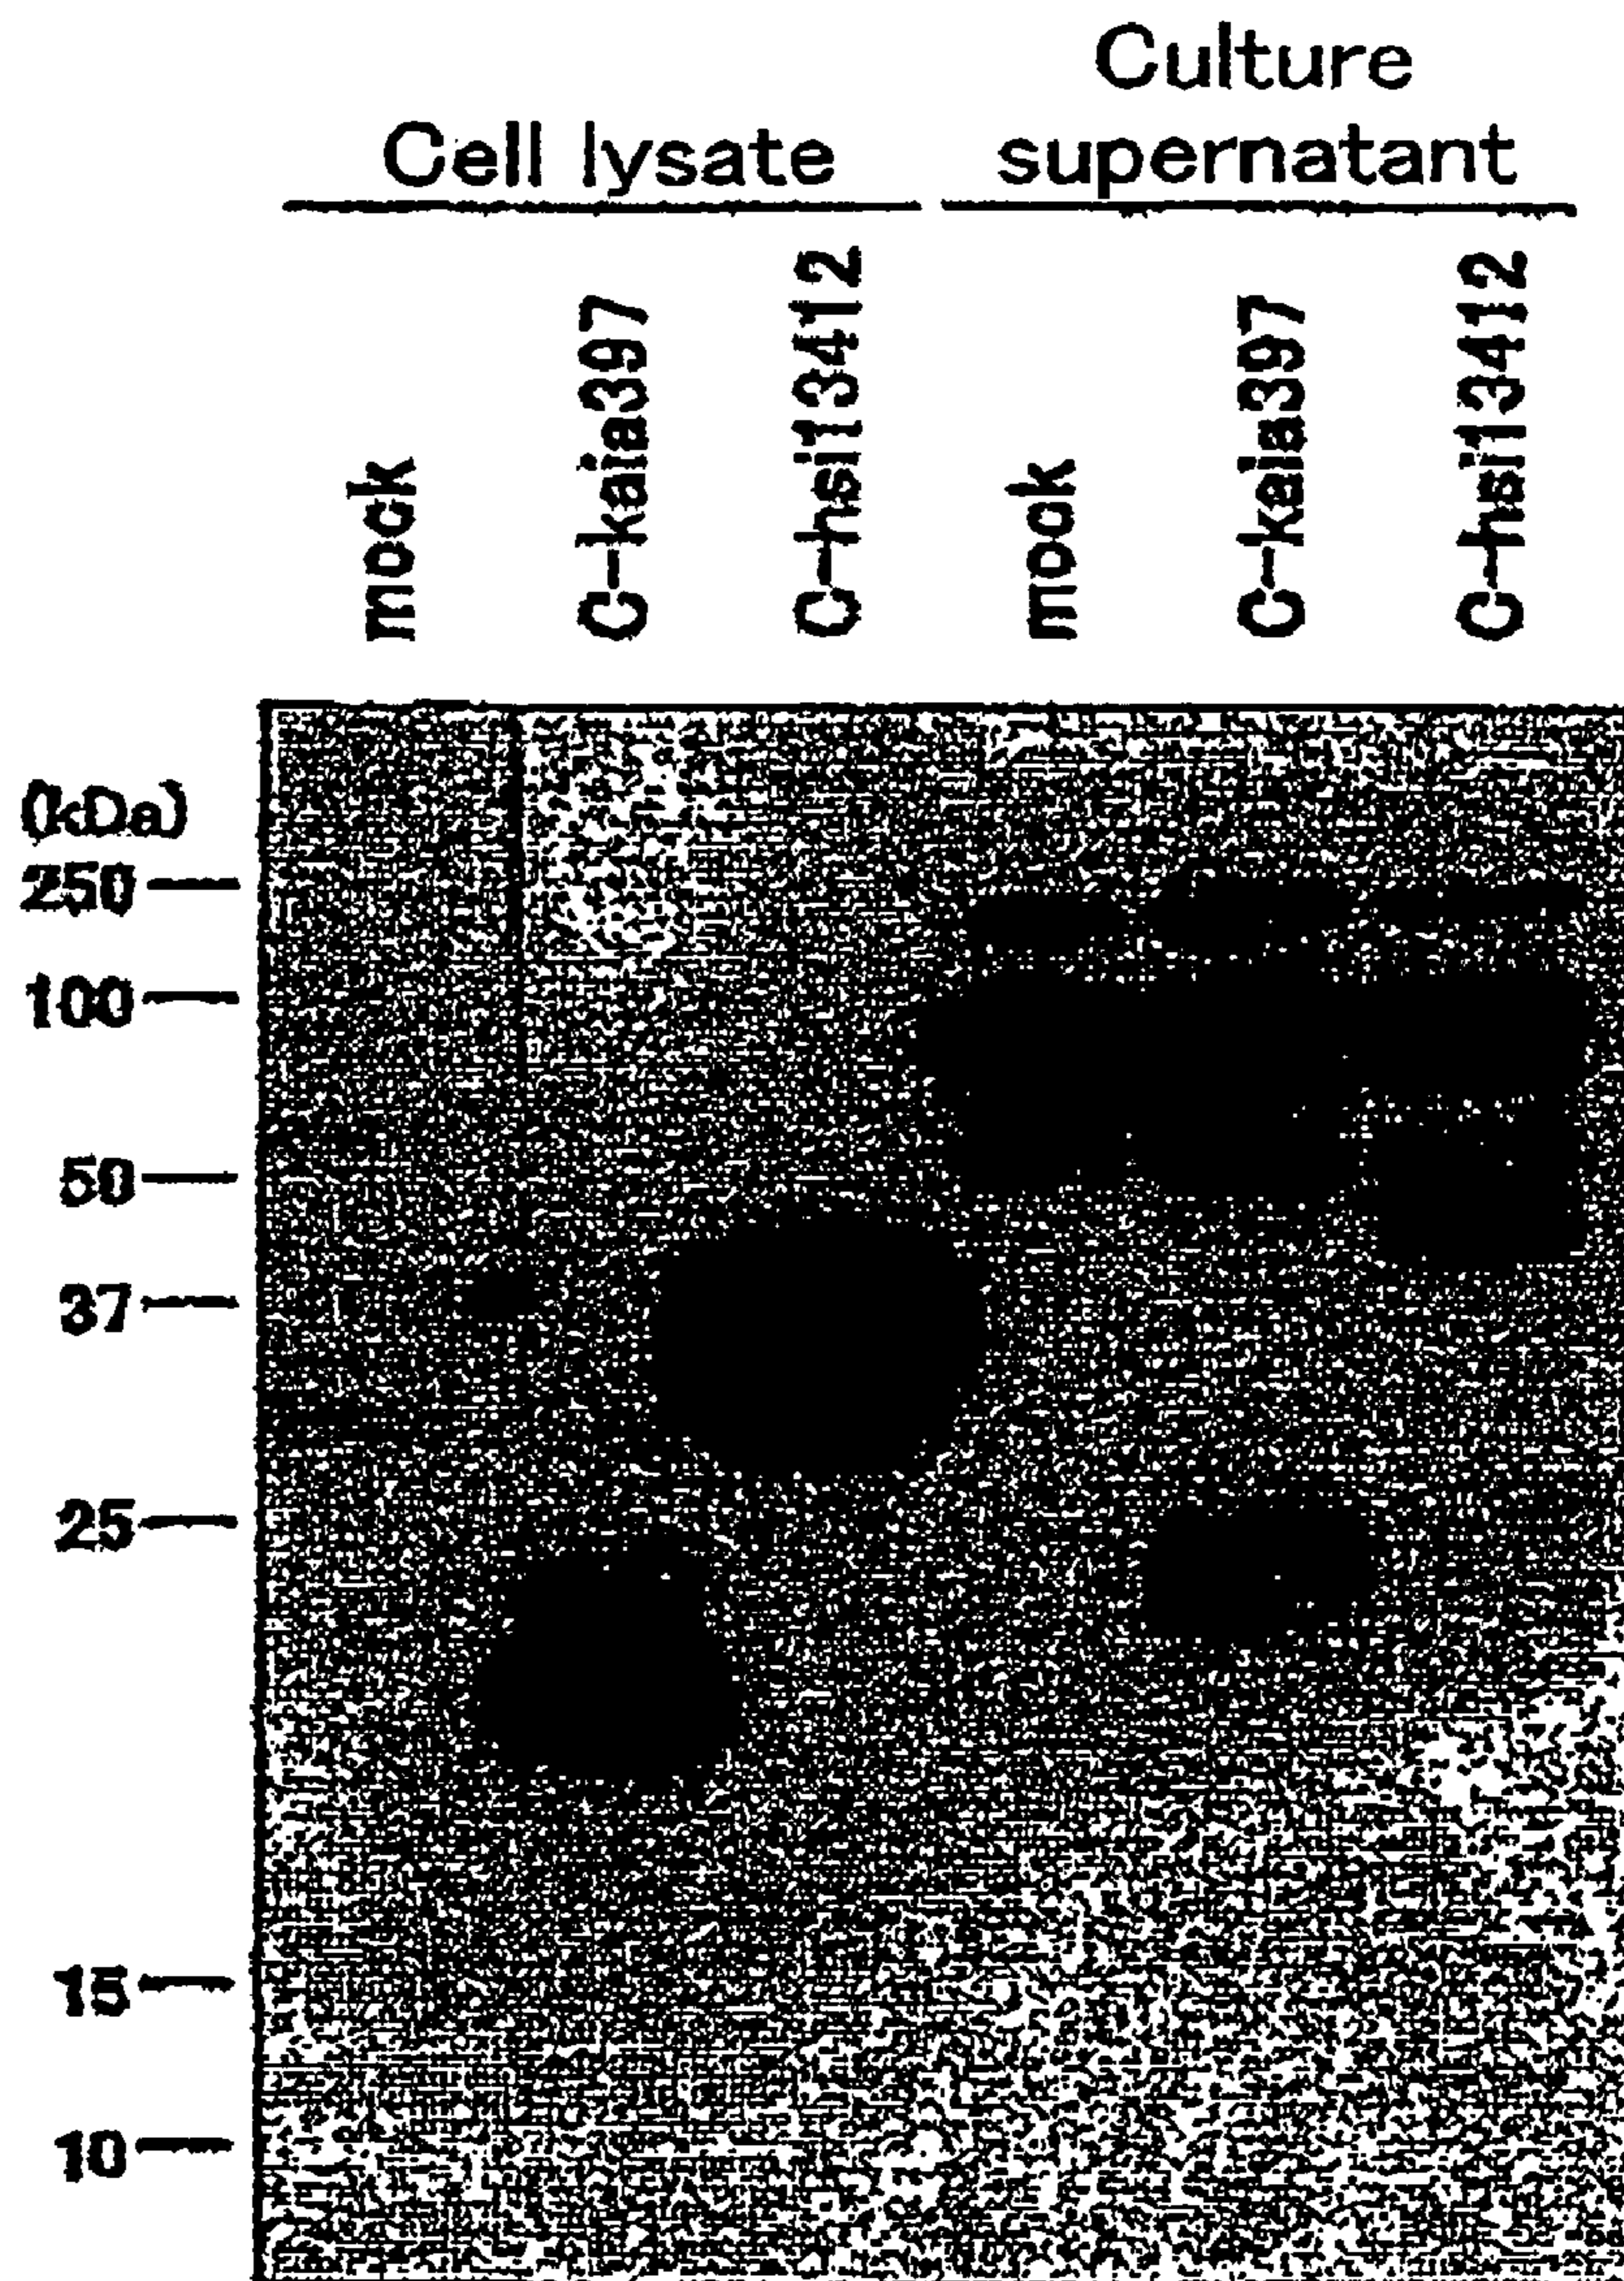 Culture
Cell lysate supernatant
mock C-kaia397 C-hsi13412 mock C-kaia397 C-hsi13412
(kDa)
250
100
50
37
25
15
10